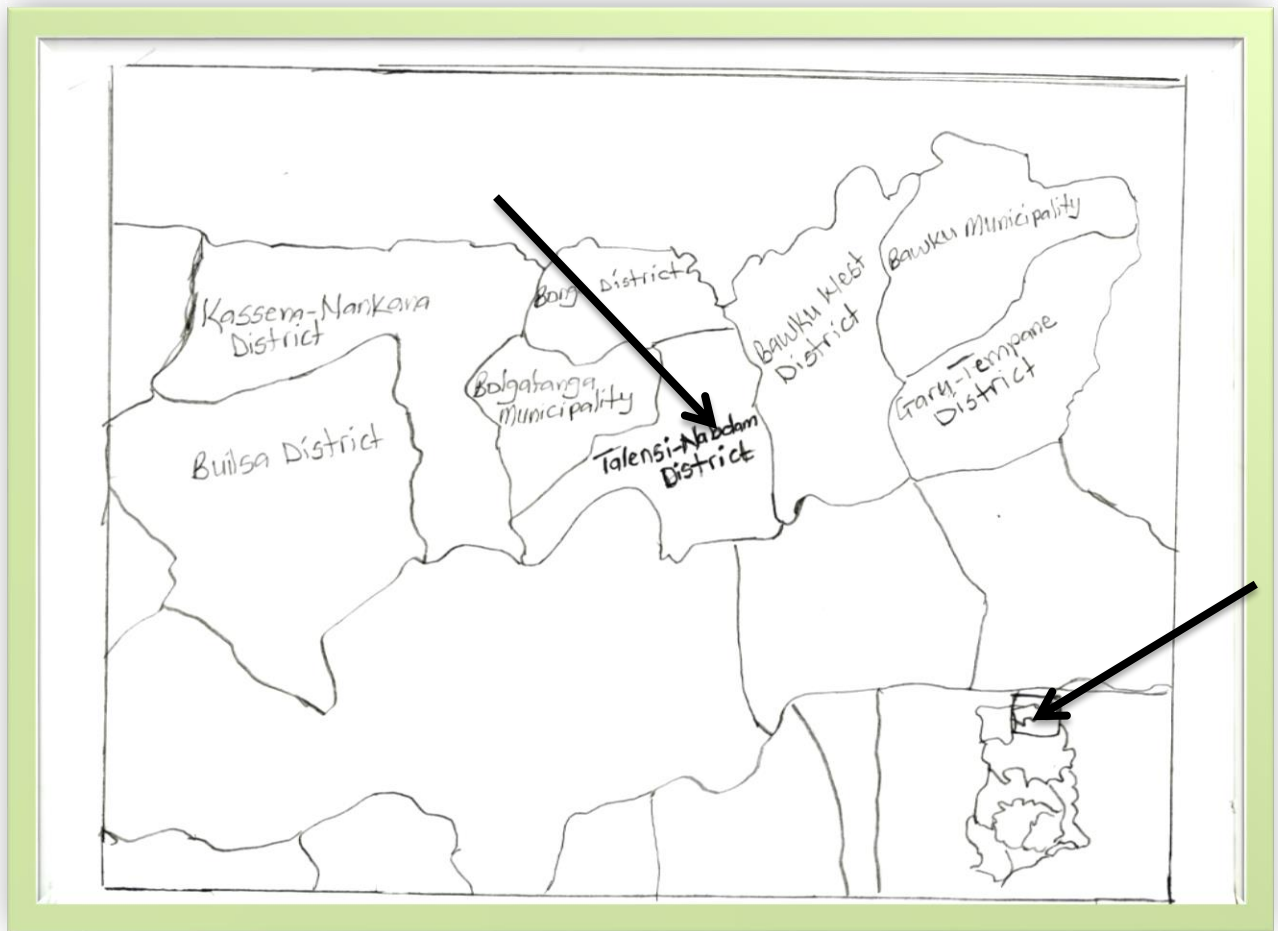 Bawku Municipality
Kassena-Nankana
District
Bong District
Bawku West
District
Gary-Tempane
District
Bolgatanga
Municipality
Builsa District
Talensi-Nabdam
District